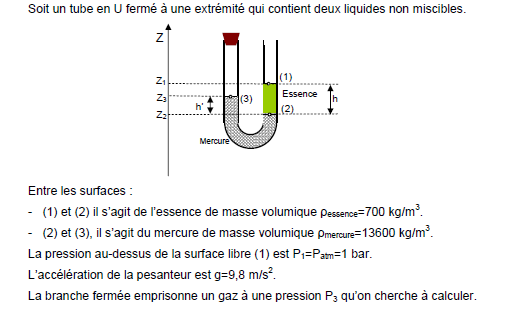 Soit un tube en U fermé à une extrémité qui contient deux liquides non miscibles.
Z
Z1
(1)
Z3
(3)
Essence
h
h'
Z2
(2)
Mercure
Entre les surfaces :
- (1) et (2) il s'agit de l'essence de masse volumique ρessence=700 kg/m³.
- (2) et (3), il s'agit du mercure de masse volumique ρmercure=13600 kg/m³.
La pression au-dessus de la surface libre (1) est P1=Patm=1 bar.
L'accélération de la pesanteur est g=9,8 m/s².
La branche fermée emprisonne un gaz à une pression P3 qu'on cherche à calculer.